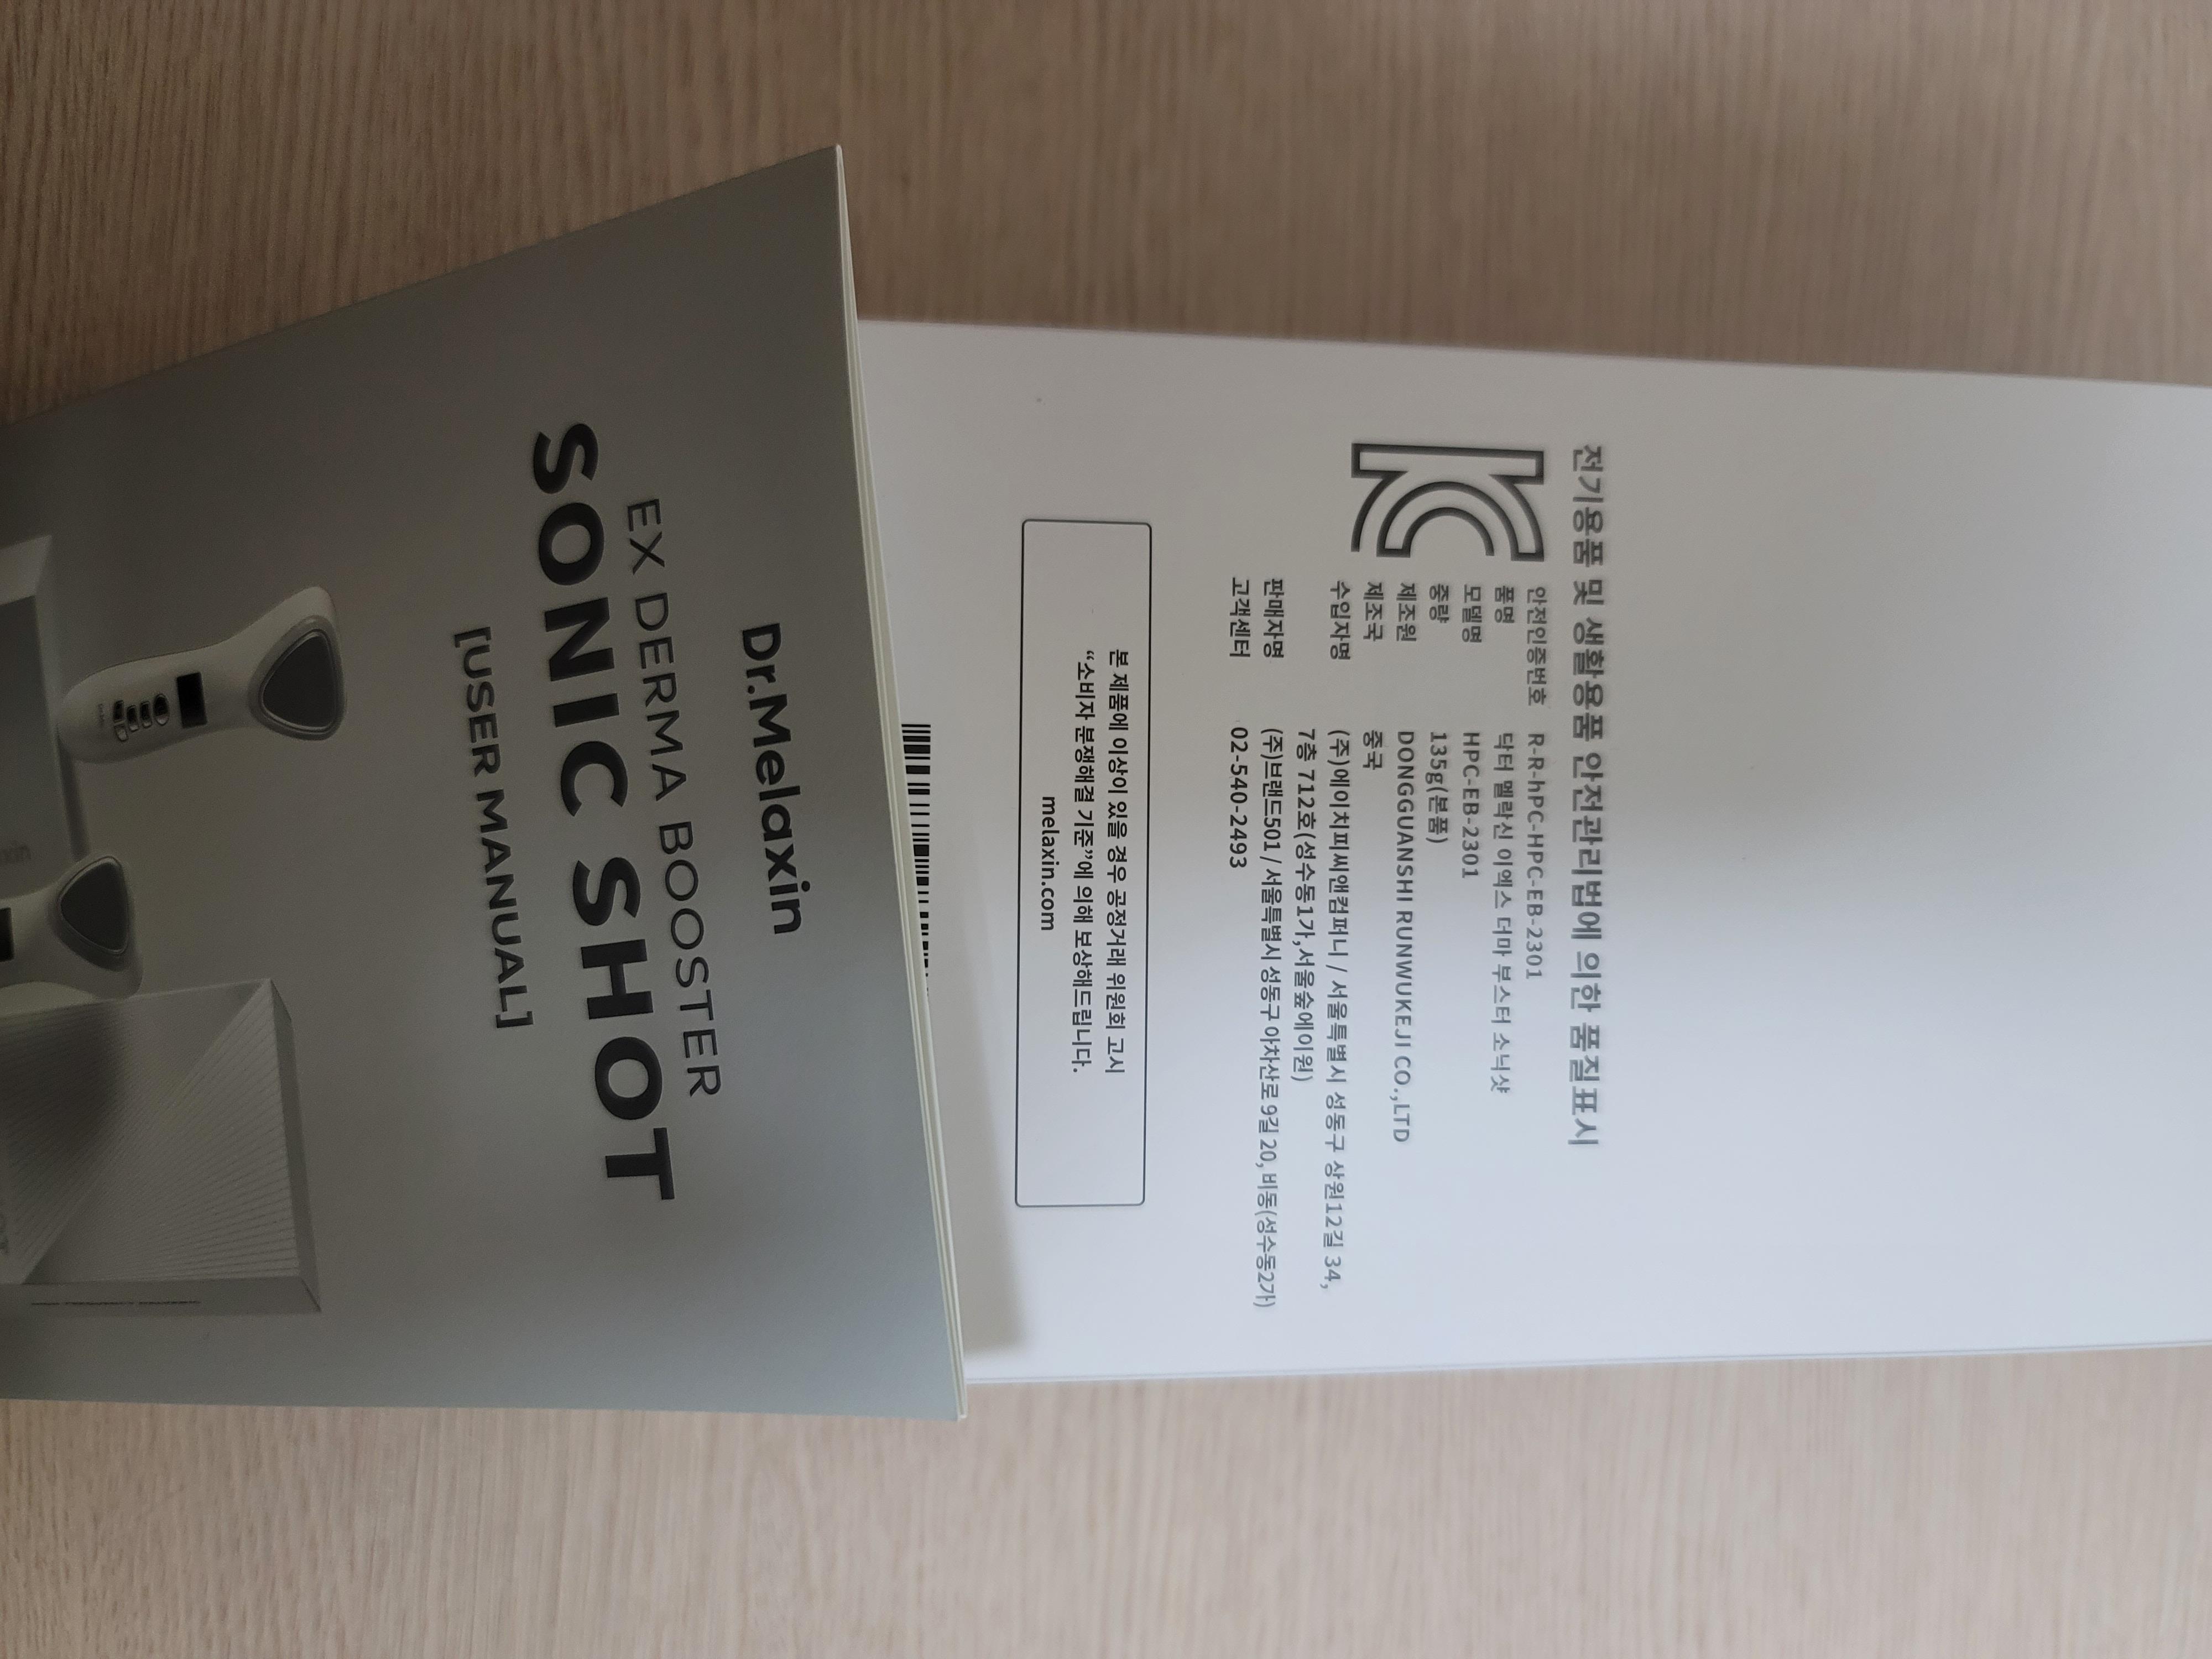 전기용품 및 생활용품 안전관리법에 의한 품질표시
KC
안전인증번호 R-R-hPC-HPC-EB-2301
품명 닥터 멜락신 이엑스 더마 부스터 소닉샷
모델명 HPC-EB-2301
중량 135g(본품)
제조원 DONGGUANSHI RUNWUKEJI CO.,LTD
제조국 중국
수입자명 (주)에이치피씨앤컴퍼니 / 서울특별시 성동구 상원12길 34,
7층 712호(성수동1가,서울숲에이원)
판매자명 (주)브랜드501 / 서울특별시 성동구 아차산로 9길 20, 비동(성수동2가)
고객센터 02-540-2493
본 제품에 이상이 있을 경우 공정거래 위원회 고시
“소비자 분쟁해결 기준”에 의해 보상해드립니다.
melaxin.com
Dr.Melaxin
EX DERMA BOOSTER
SONIC SHOT
[USER MANUAL]